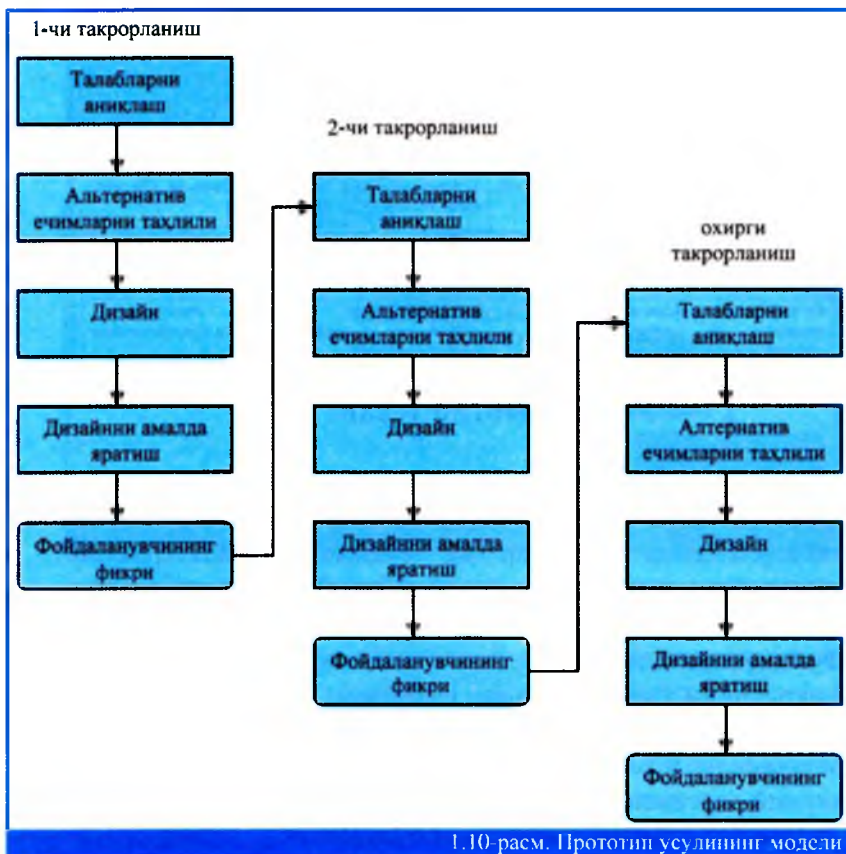 1-чи такрорланиш
Талабларни
аниқлаш
Альтернатив
ечимларни таҳлили
Дизайн
Дизайнни амалда
яратиш
Фойдаланувчининг
фикри
2-чи такрорланиш
Талабларни
аниқлаш
Альтернатив
ечимларни таҳлили
Дизайн
Дизайнни амалда
яратиш
Фойдаланувчининг
фикри
охирги
такрорланиш
Талабларни
аниқлаш
Алтернатив
ечимларни таҳлили
Дизайн
Дизайнни амалда
яратиш
Фойдаланувчининг
фикри
1.10-расм. Прототип усулининг модели